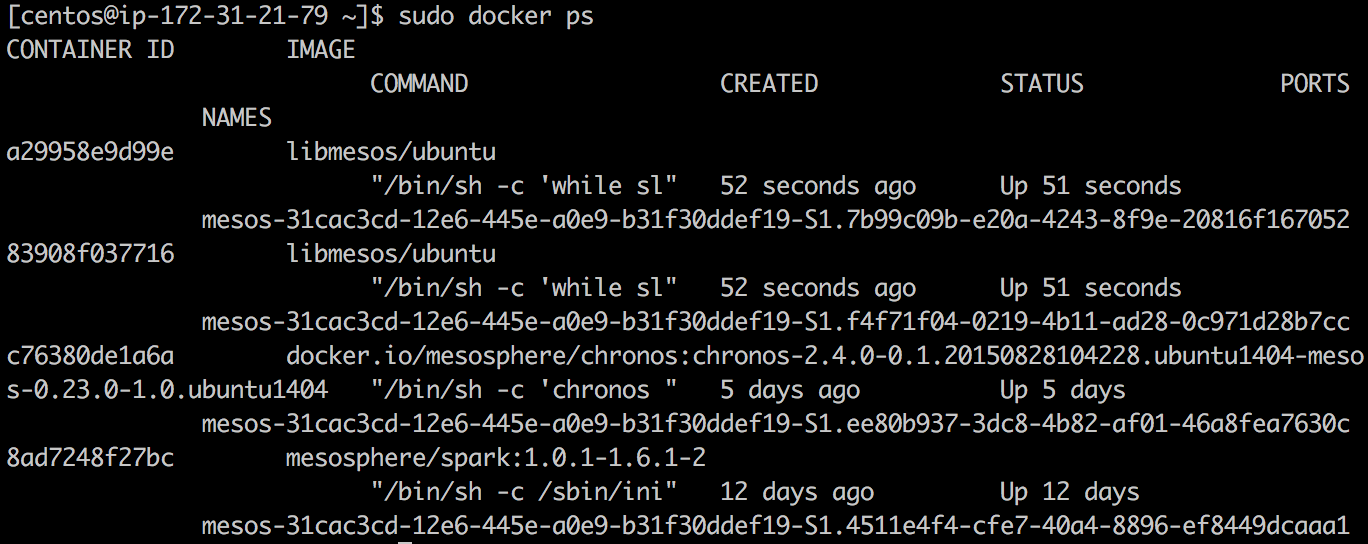 [centos@ip-172-31-21-79 ~]$ sudo docker ps
CONTAINER ID        IMAGE
COMMAND                  CREATED             STATUS              PORTS
NAMES
a29958e9d99e        libmesos/ubuntu
"/bin/sh -c 'while sl"   52 seconds ago      Up 51 seconds
mesos-31cac3cd-12e6-445e-a0e9-b31f30ddef19-S1.7b99c09b-e20a-4243-8f9e-20816f167052
83908f037716        libmesos/ubuntu
"/bin/sh -c 'while sl"   52 seconds ago      Up 51 seconds
mesos-31cac3cd-12e6-445e-a0e9-b31f30ddef19-S1.f4f71f04-0219-4b11-ad28-0c971d28b7cc
c76380de1a6a        docker.io/mesosphere/chronos:chronos-2.4.0-0.1.20150828104228.ubuntu1404-meso
s-0.23.0-1.0.ubuntu1404   "/bin/sh -c 'chronos "   5 days ago          Up 5 days
mesos-31cac3cd-12e6-445e-a0e9-b31f30ddef19-S1.ee80b937-3dc8-4b82-af01-46a8fea7630c
8ad7248f27bc        mesosphere/spark:1.0.1-1.6.1-2
"/bin/sh -c /sbin/ini"   12 days ago         Up 12 days
mesos-31cac3cd-12e6-445e-a0e9-b31f30ddef19-S1.4511e4f4-cfe7-40a4-8896-ef8449dcaaa1